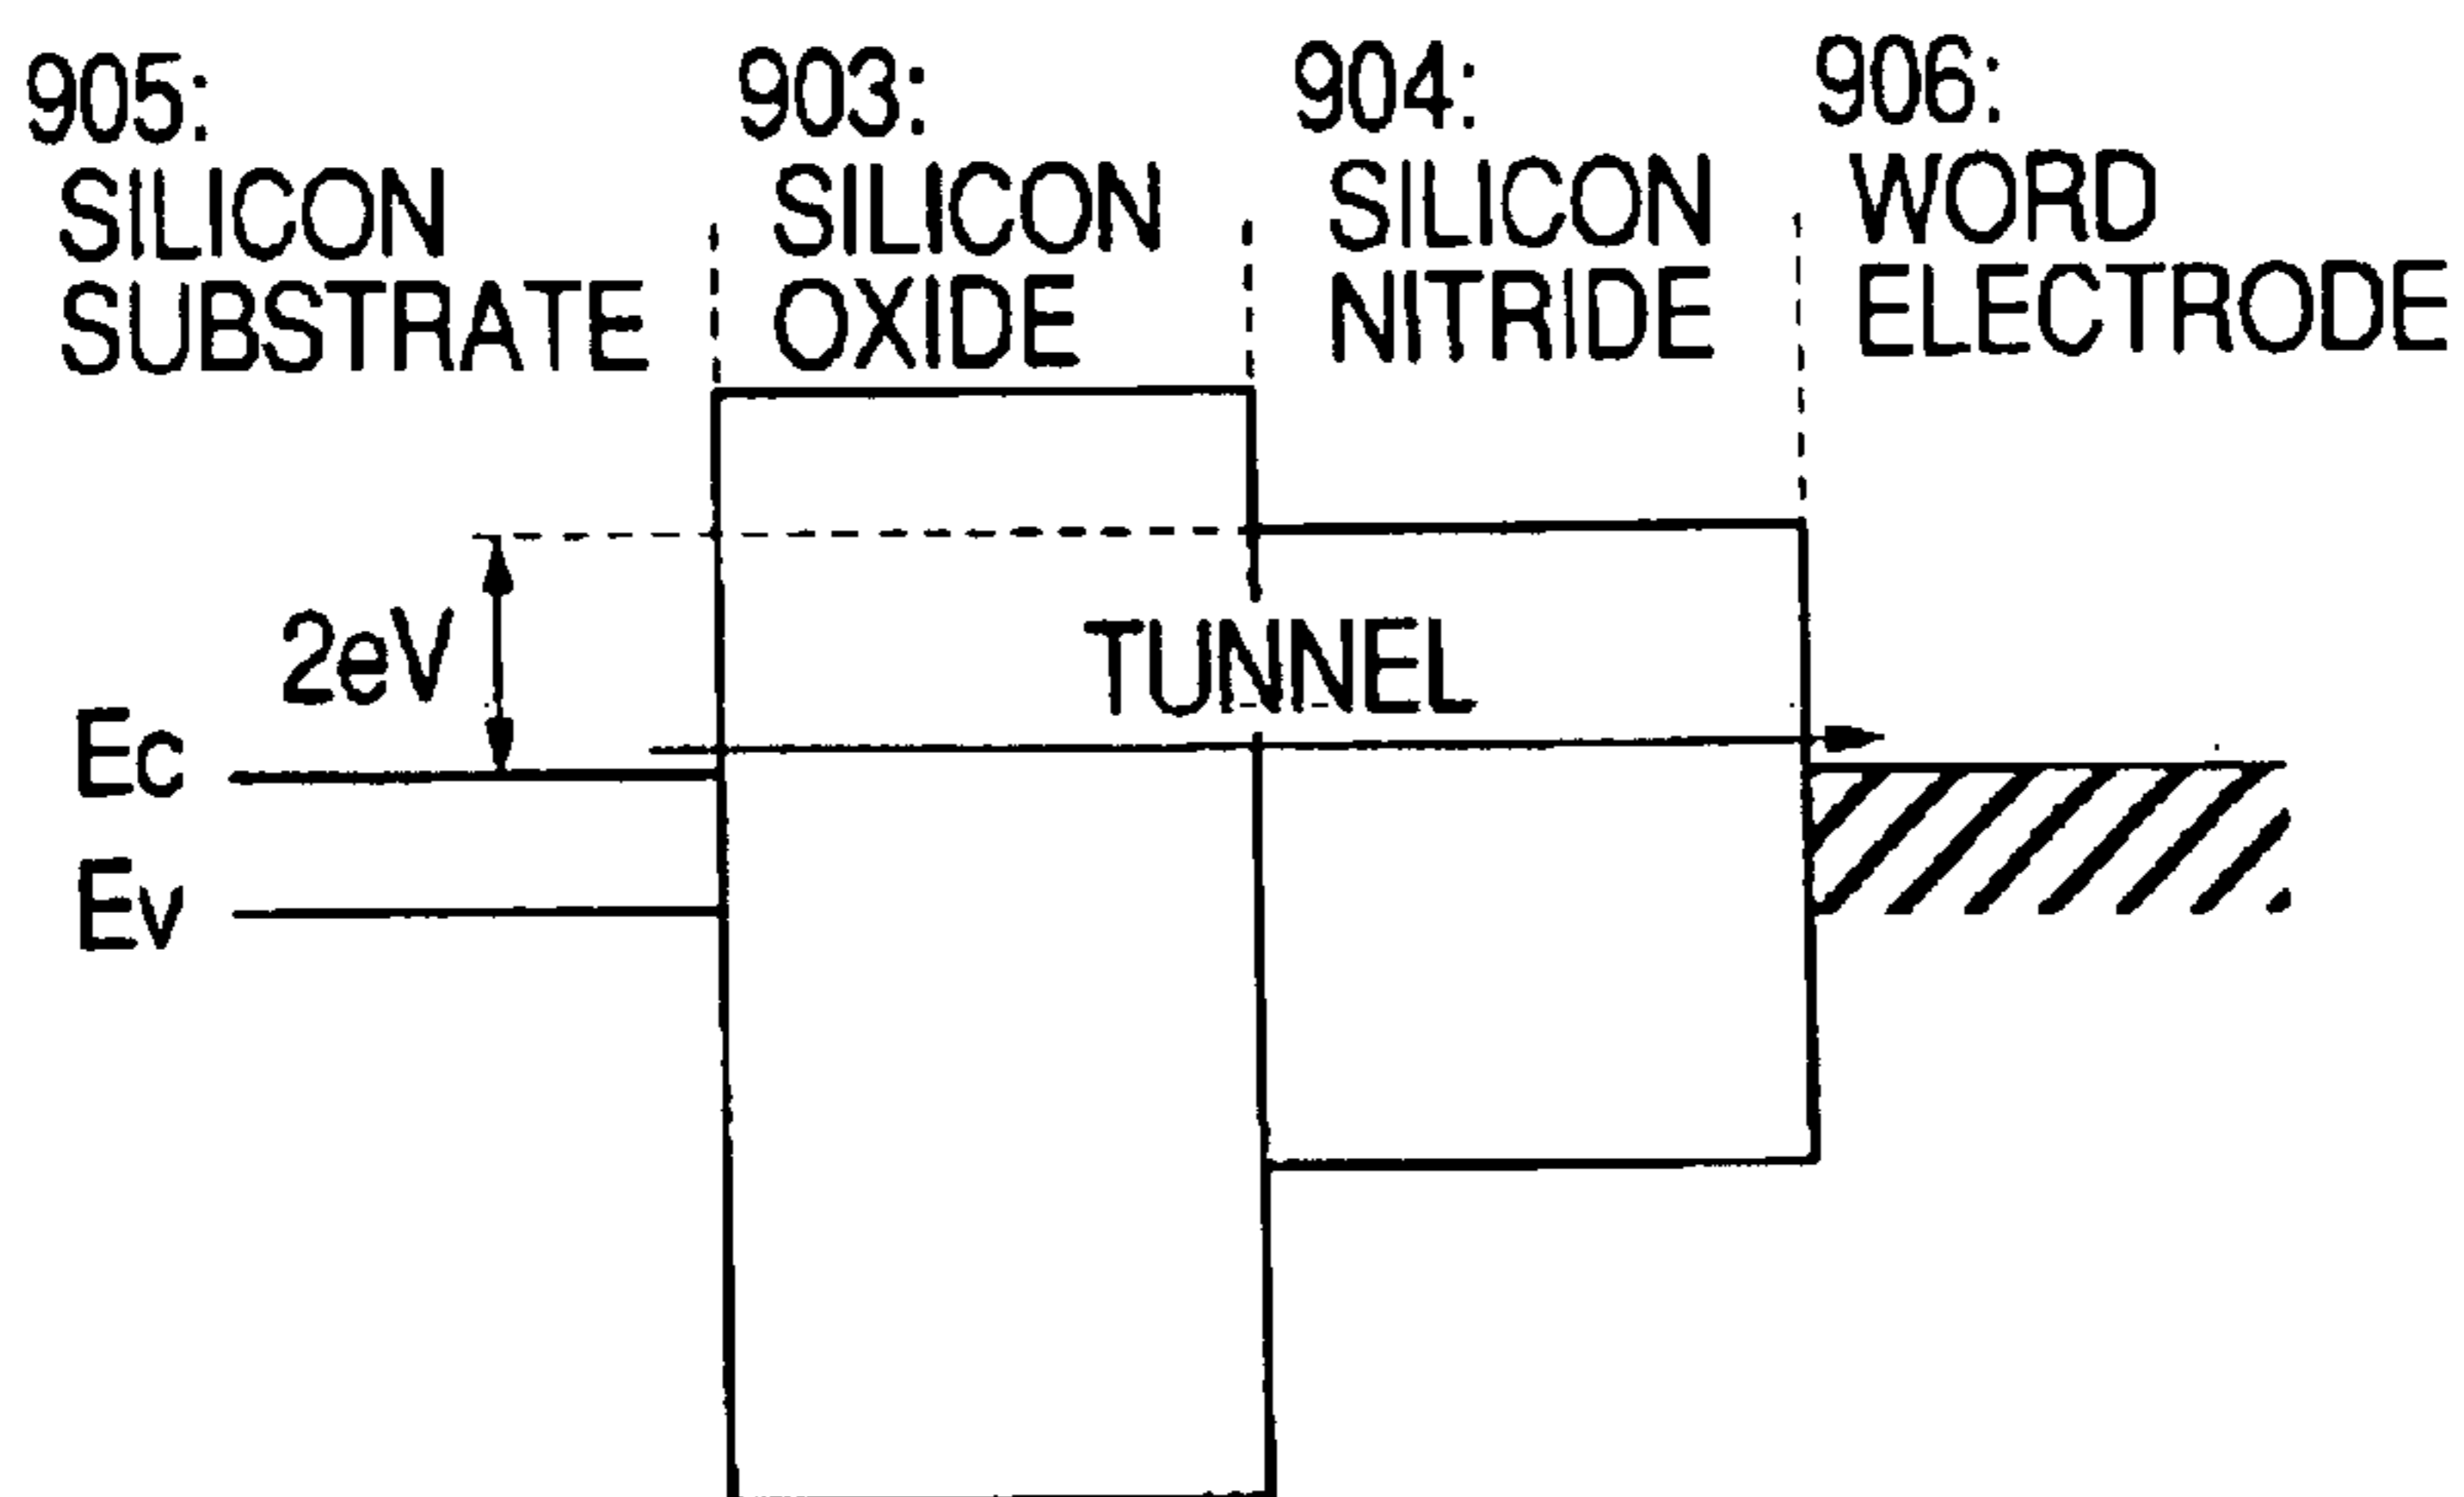 905:
SILICON
SUBSTRATE
903:
SILICON
OXIDE
904:
SILICON
NITRIDE
906:
WORD
ELECTRODE
2eV
TUNNEL
Ec
Ev